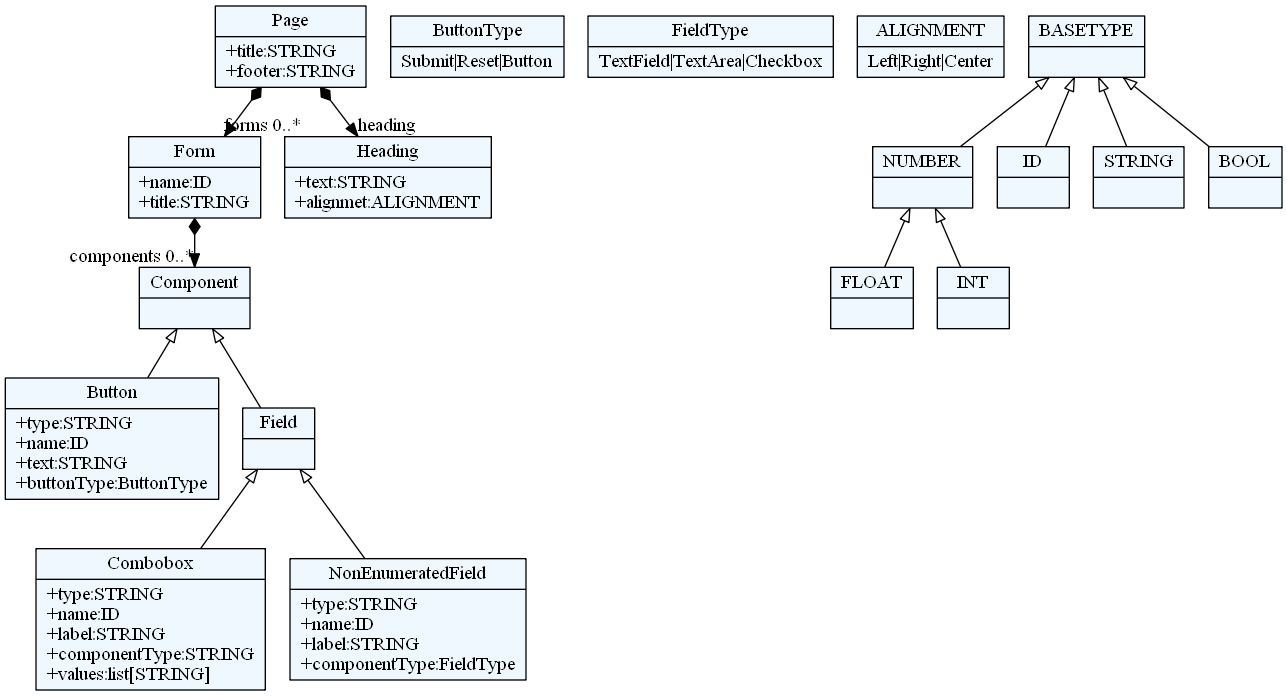 Page
+title:STRING
+footer:STRING
ButtonType
Submit|Reset|Button
FieldType
TextField|TextArea|Checkbox
ALIGNMENT
Left|Right|Center
BASETYPE
forms 0..*
heading
Form
+name:ID
+title:STRING
Heading
+text:STRING
+alignmet:ALIGNMENT
NUMBER
ID
STRING
BOOL
components 0..*
Component
FLOAT
INT
Button
+type:STRING
+name:ID
+text:STRING
+buttonType:ButtonType
Field
Combobox
+type:STRING
+name:ID
+label:STRING
+componentType:STRING
+values:list[STRING]
NonEnumeratedField
+type:STRING
+name:ID
+label:STRING
+componentType:FieldType